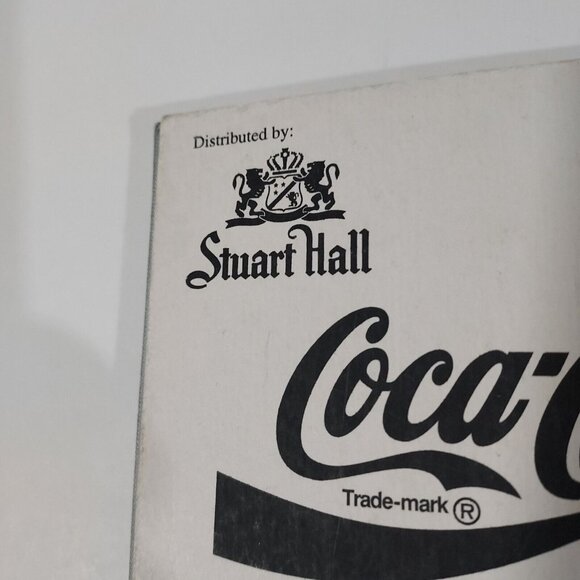 Distributed by:
Stuart Hall
Coca-C
Trade-mark ®